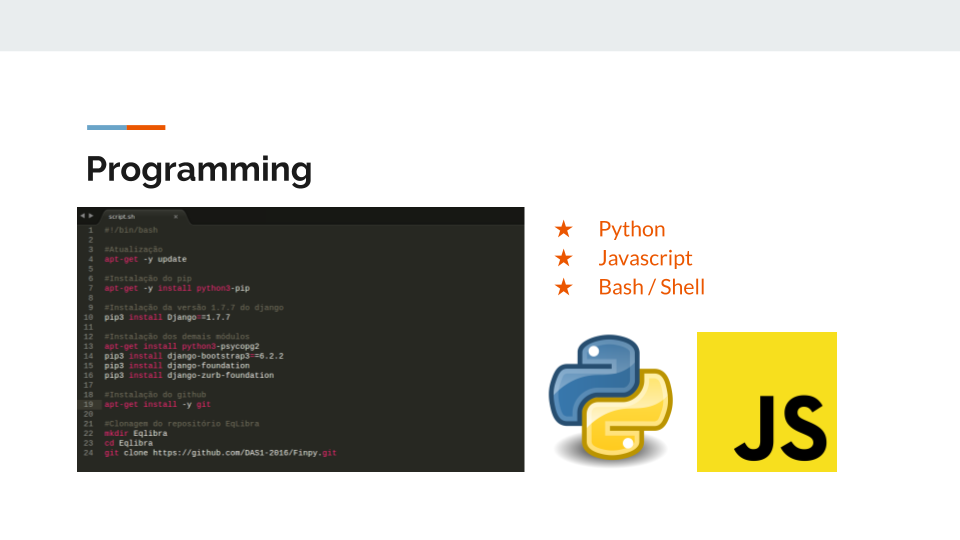 Programming
script.sh
1 #!/bin/bash
2
3 #Atualização
4 apt-get -y update
5
6 #Instalação do pip
7 apt-get -y install python3-pip
8
9 #Instalação da versão 1.7.7 do django
10 pip3 install Django==1.7.7
11
12 #Instalação dos demais módulos
13 apt-get install python3-psycopg2
14 pip3 install django-bootstrap3==6.2.2
15 pip3 install django-foundation
16 pip3 install django-zurb-foundation
17
18 #Instalação do github
19 apt-get install -y git
20
21 #Clonagem do repositório EqLibra
22 mkdir Eqlibra
23 cd Eqlibra
24 git clone https://github.com/DAS1-2016/Finpy.git
★ Python
★ Javascript
★ Bash / Shell
JS